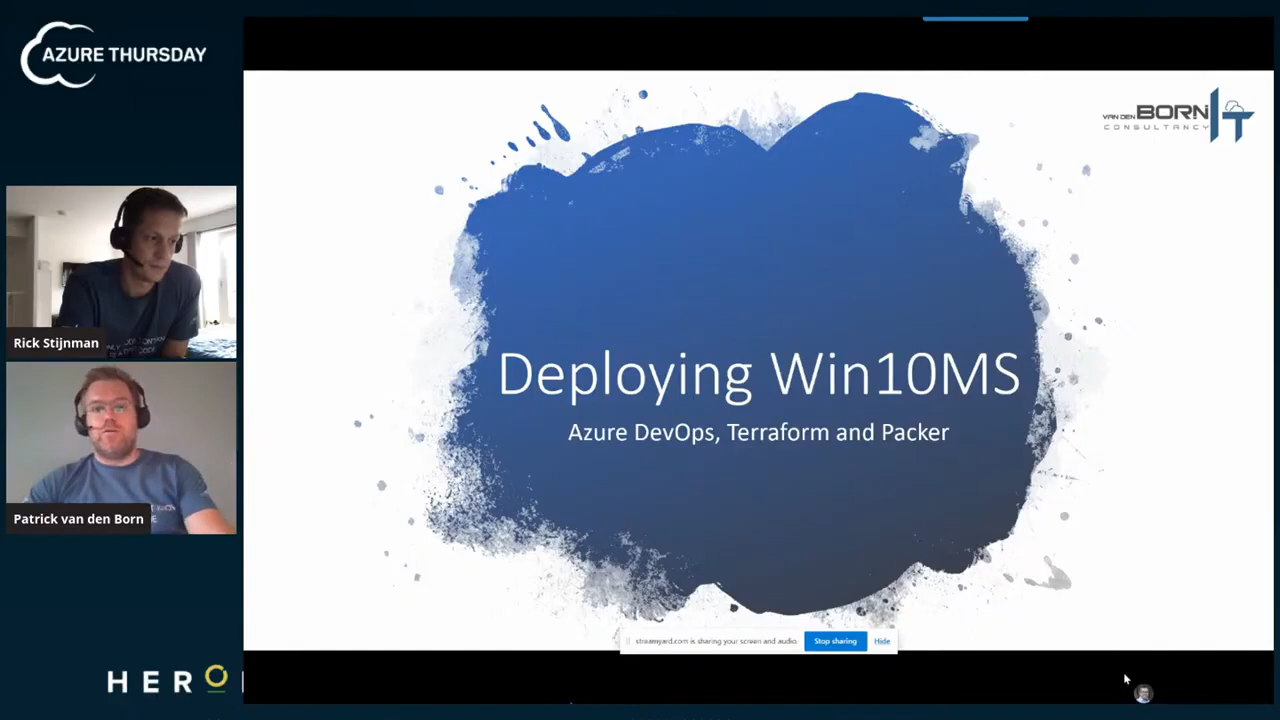 AZURE THURSDAY
VAN DEN BORN IT
CONSULTANCY
Rick Stijnman
Patrick van den Born
Deploying Win10MS
Azure DevOps, Terraform and Packer
streamyard.com is sharing your screen and audio.
Stop sharing
Hide
HERO